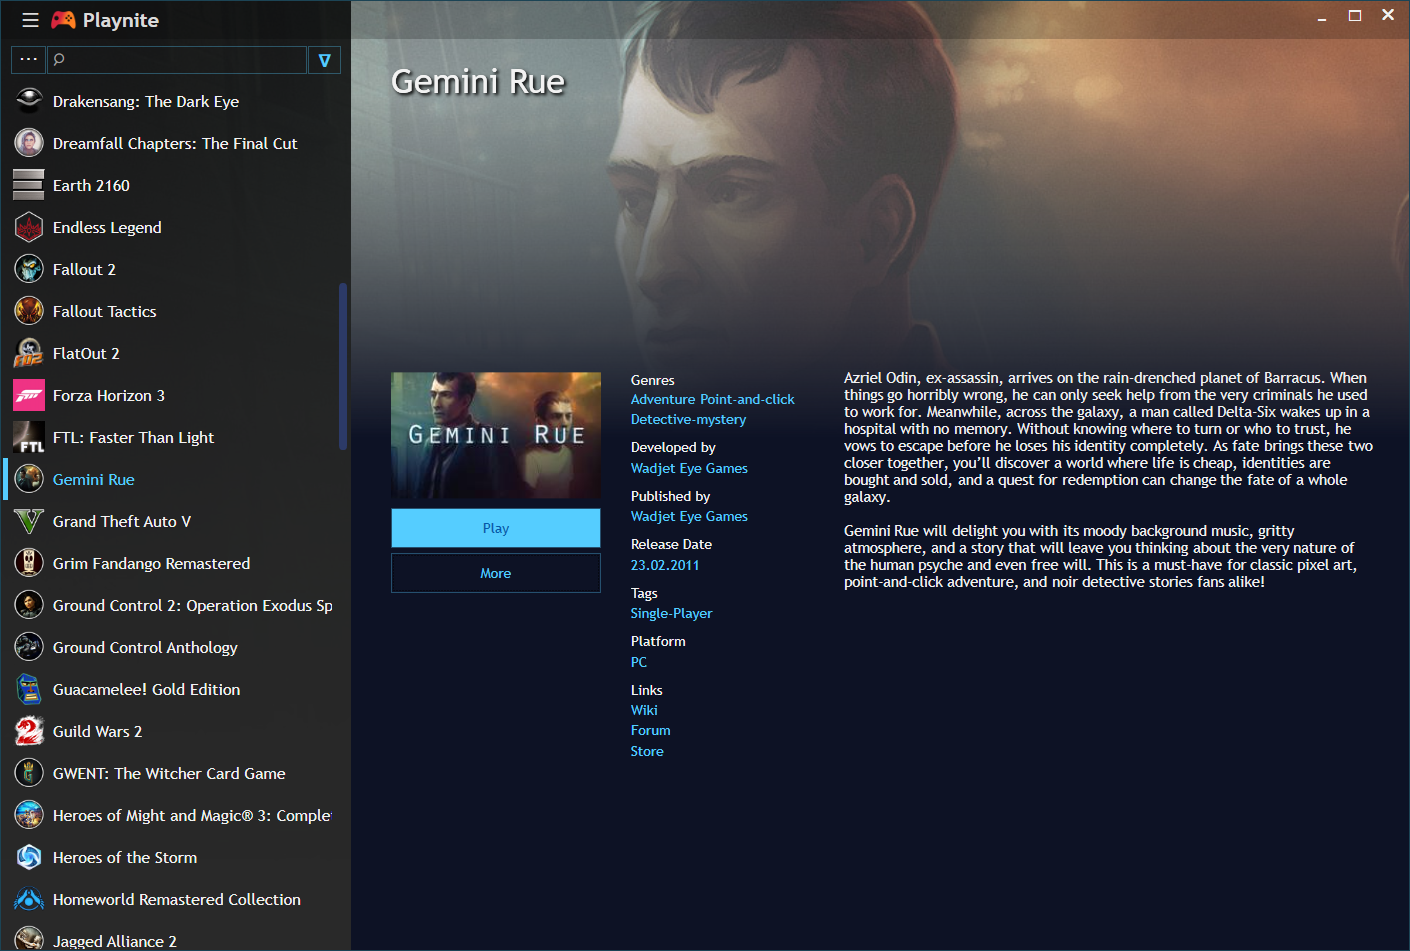 Playnite
...
Drakensang: The Dark Eye
Dreamfall Chapters: The Final Cut
Earth 2160
Endless Legend
Fallout 2
Fallout Tactics
FlatOut 2
Forza Horizon 3
FTL
FTL: Faster Than Light
Gemini Rue
Grand Theft Auto V
Grim Fandango Remastered
Ground Control 2: Operation Exodus Sp
Ground Control Anthology
Guacamelee! Gold Edition
Guild Wars 2
GWENT: The Witcher Card Game
Heroes of Might and Magic® 3: Comple
Heroes of the Storm
Homeworld Remastered Collection
Jagged Alliance 2
Gemini Rue
GEMINI RUE
Play
More
Genres
Adventure Point-and-click
Detective-mystery
Developed by
Wadjet Eye Games
Published by
Wadjet Eye Games
Release Date
23.02.2011
Tags
Single-Player
Platform
PC
Links
Wiki
Forum
Store
Azriel Odin, ex-assassin, arrives on the rain-drenched planet of Barracus. When
things go horribly wrong, he can only seek help from the very criminals he used
to work for. Meanwhile, across the galaxy, a man called Delta-Six wakes up in a
hospital with no memory. Without knowing where to turn or who to trust, he
vows to escape before he loses his identity completely. As fate brings these two
closer together, you’ll discover a world where life is cheap, identities are
bought and sold, and a quest for redemption can change the fate of a whole
galaxy.
Gemini Rue will delight you with its moody background music, gritty
atmosphere, and a story that will leave you thinking about the very nature of
the human psyche and even free will. This is a must-have for classic pixel art,
point-and-click adventure, and noir detective stories fans alike!